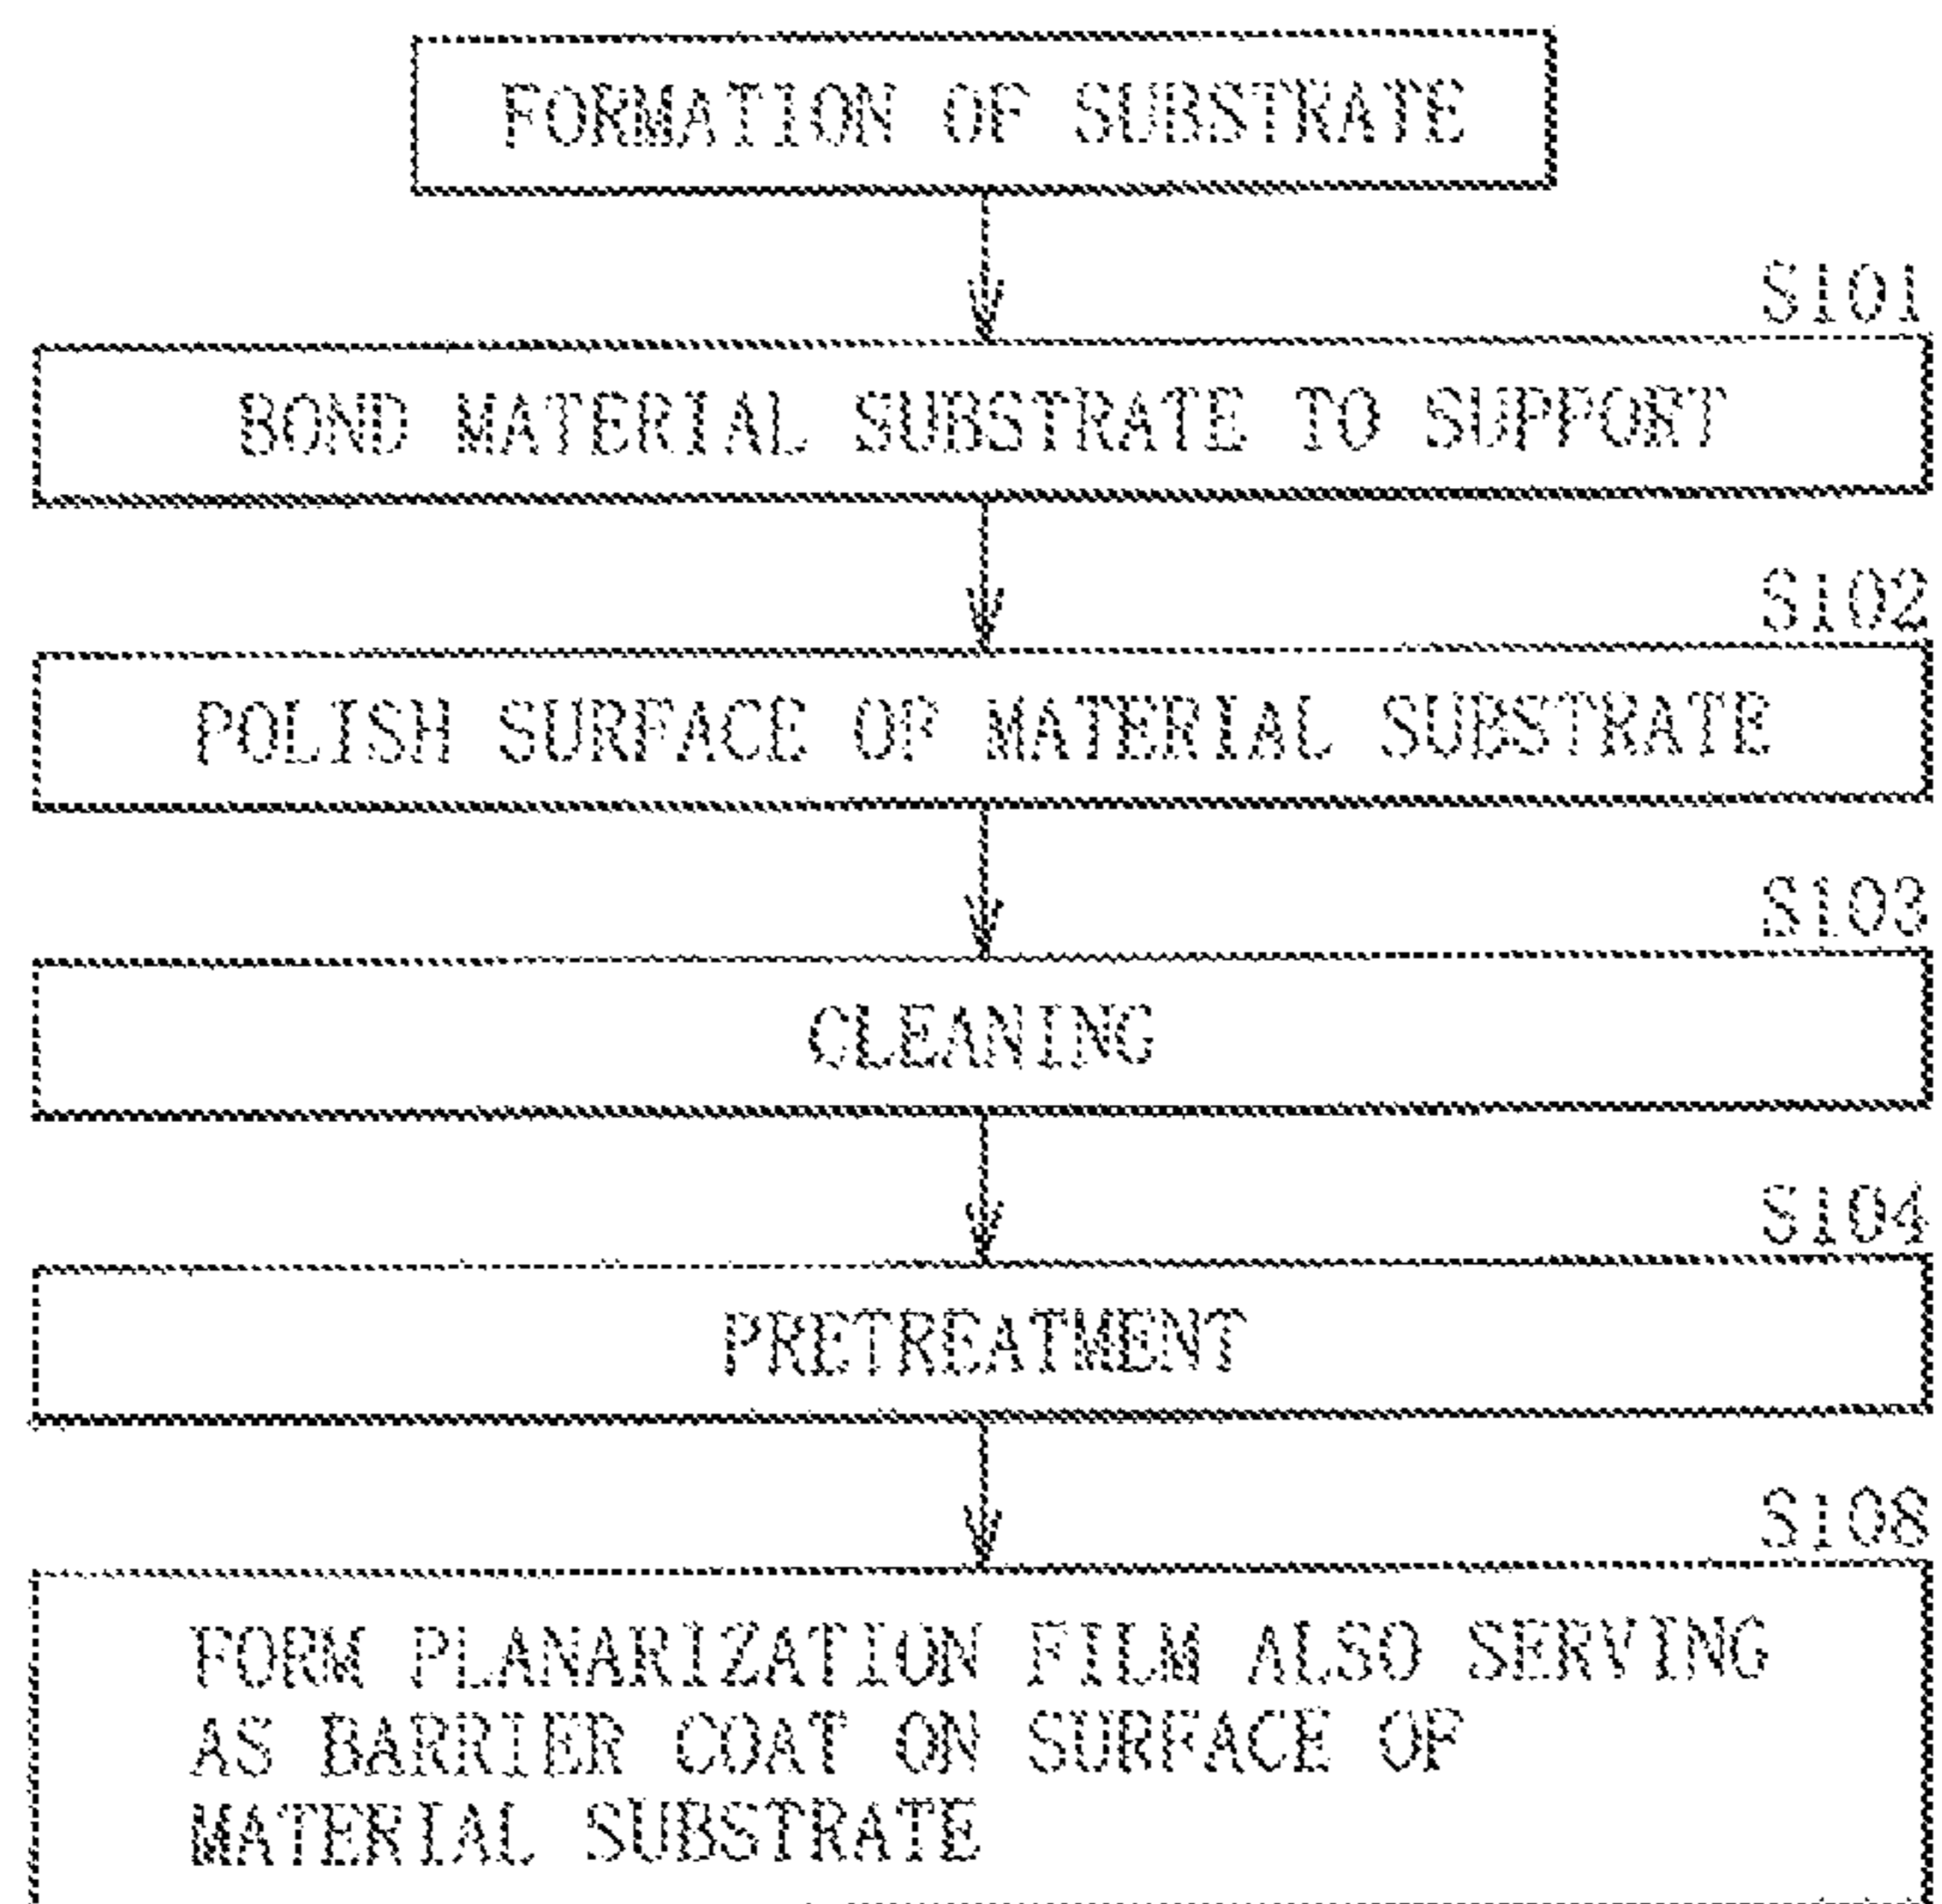 FORMATION OF SUBSTRATE
S101
BOND MATERIAL SUBSTRATE TO SUPPORT
S102
POLISH SURFACE OF MATERIAL SUBSTRATE
S103
CLEANING
S104
PRETREATMENT
S108
FORM PLANARIZATION FILM ALSO SERVING
AS BARRIER COAT ON SURFACE OF
MATERIAL SUBSTRATE